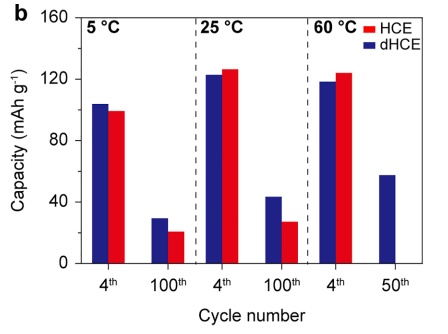 b
160
120
80
40
0
Capacity (mAh g⁻¹)
5 °C
25 °C
60 °C
HCE
dHCE
4ᵗʰ
100ᵗʰ
4ᵗʰ
100ᵗʰ
4ᵗʰ
50ᵗʰ
Cycle number